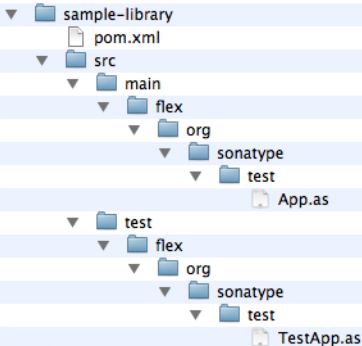 sample-library
pom.xml
src
main
flex
org
sonatype
test
App.as
test
flex
org
sonatype
test
TestApp.as